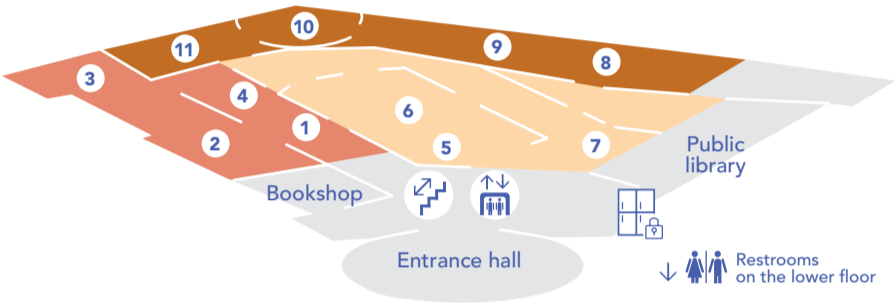 10
11
9
8
3
4
6
1
2
5
7
Public
library
Bookshop
Entrance hall
Restrooms
on the lower floor